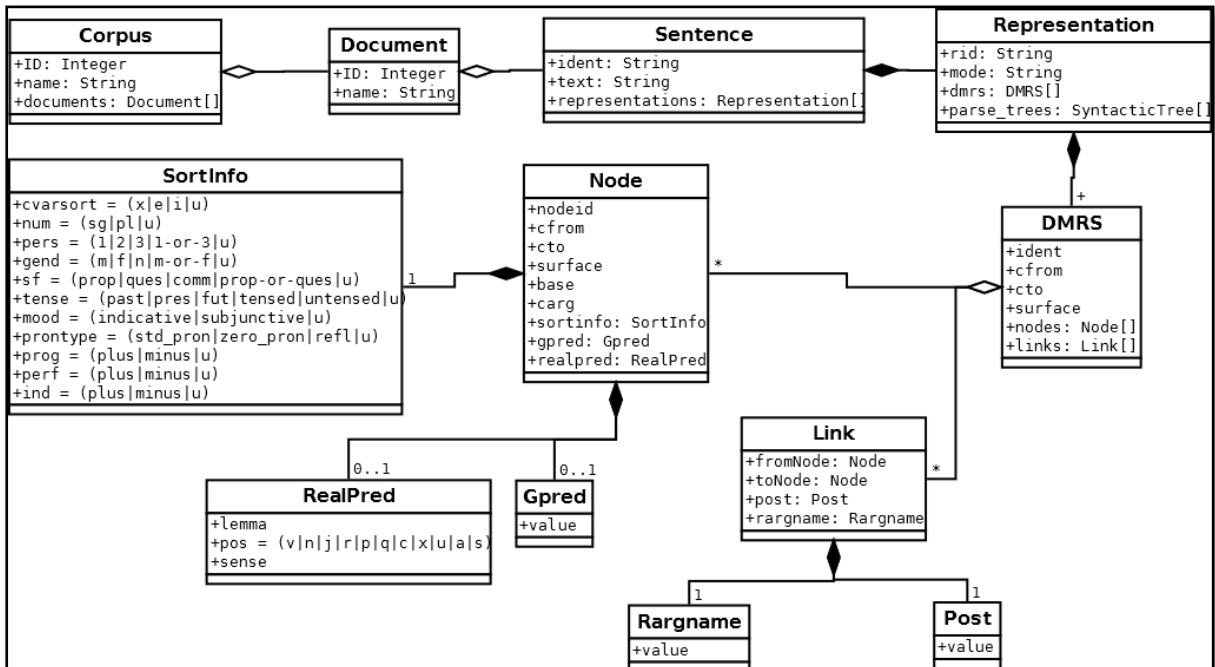 Corpus
+ID: Integer
+name: String
+documents: Document[]
Document
+ID: Integer
+name: String
Sentence
+ident: String
+text: String
+representations: Representation[]
Representation
+rid: String
+mode: String
+dmrs: DMRS[]
+parse_trees: SyntacticTree[]
SortInfo
+cvarsort = (x|e|i|u)
+num = (sg|pl|u)
+pers = (1|2|3|1-or-3|u)
+gend = (m|f|n|m-or-f|u)
+sf = (prop|ques|comm|prop-or-ques|u)
+tense = (past|pres|fut|tensed|untensed|u)
+mood = (indicative|subjunctive|u)
+prontype = (std_pron|zero_pron|refl|u)
+prog = (plus|minus|u)
+perf = (plus|minus|u)
+ind = (plus|minus|u)
1
Node
+nodeid
+cfrom
+cto
+surface
+base
+carg
+sortinfo: SortInfo
+gpred: Gpred
+realpred: RealPred
*
+
DMRS
+ident
+cfrom
+cto
+surface
+nodes: Node[]
+links: Link[]
0..1
RealPred
+lemma
+pos = (v|n|j|r|p|q|c|x|u|a|s)
+sense
0..1
Gpred
+value
Link
+fromNode: Node
+toNode: Node
+post: Post
+rargname: Rargname
*
1
Rargname
+value
1
Post
+value